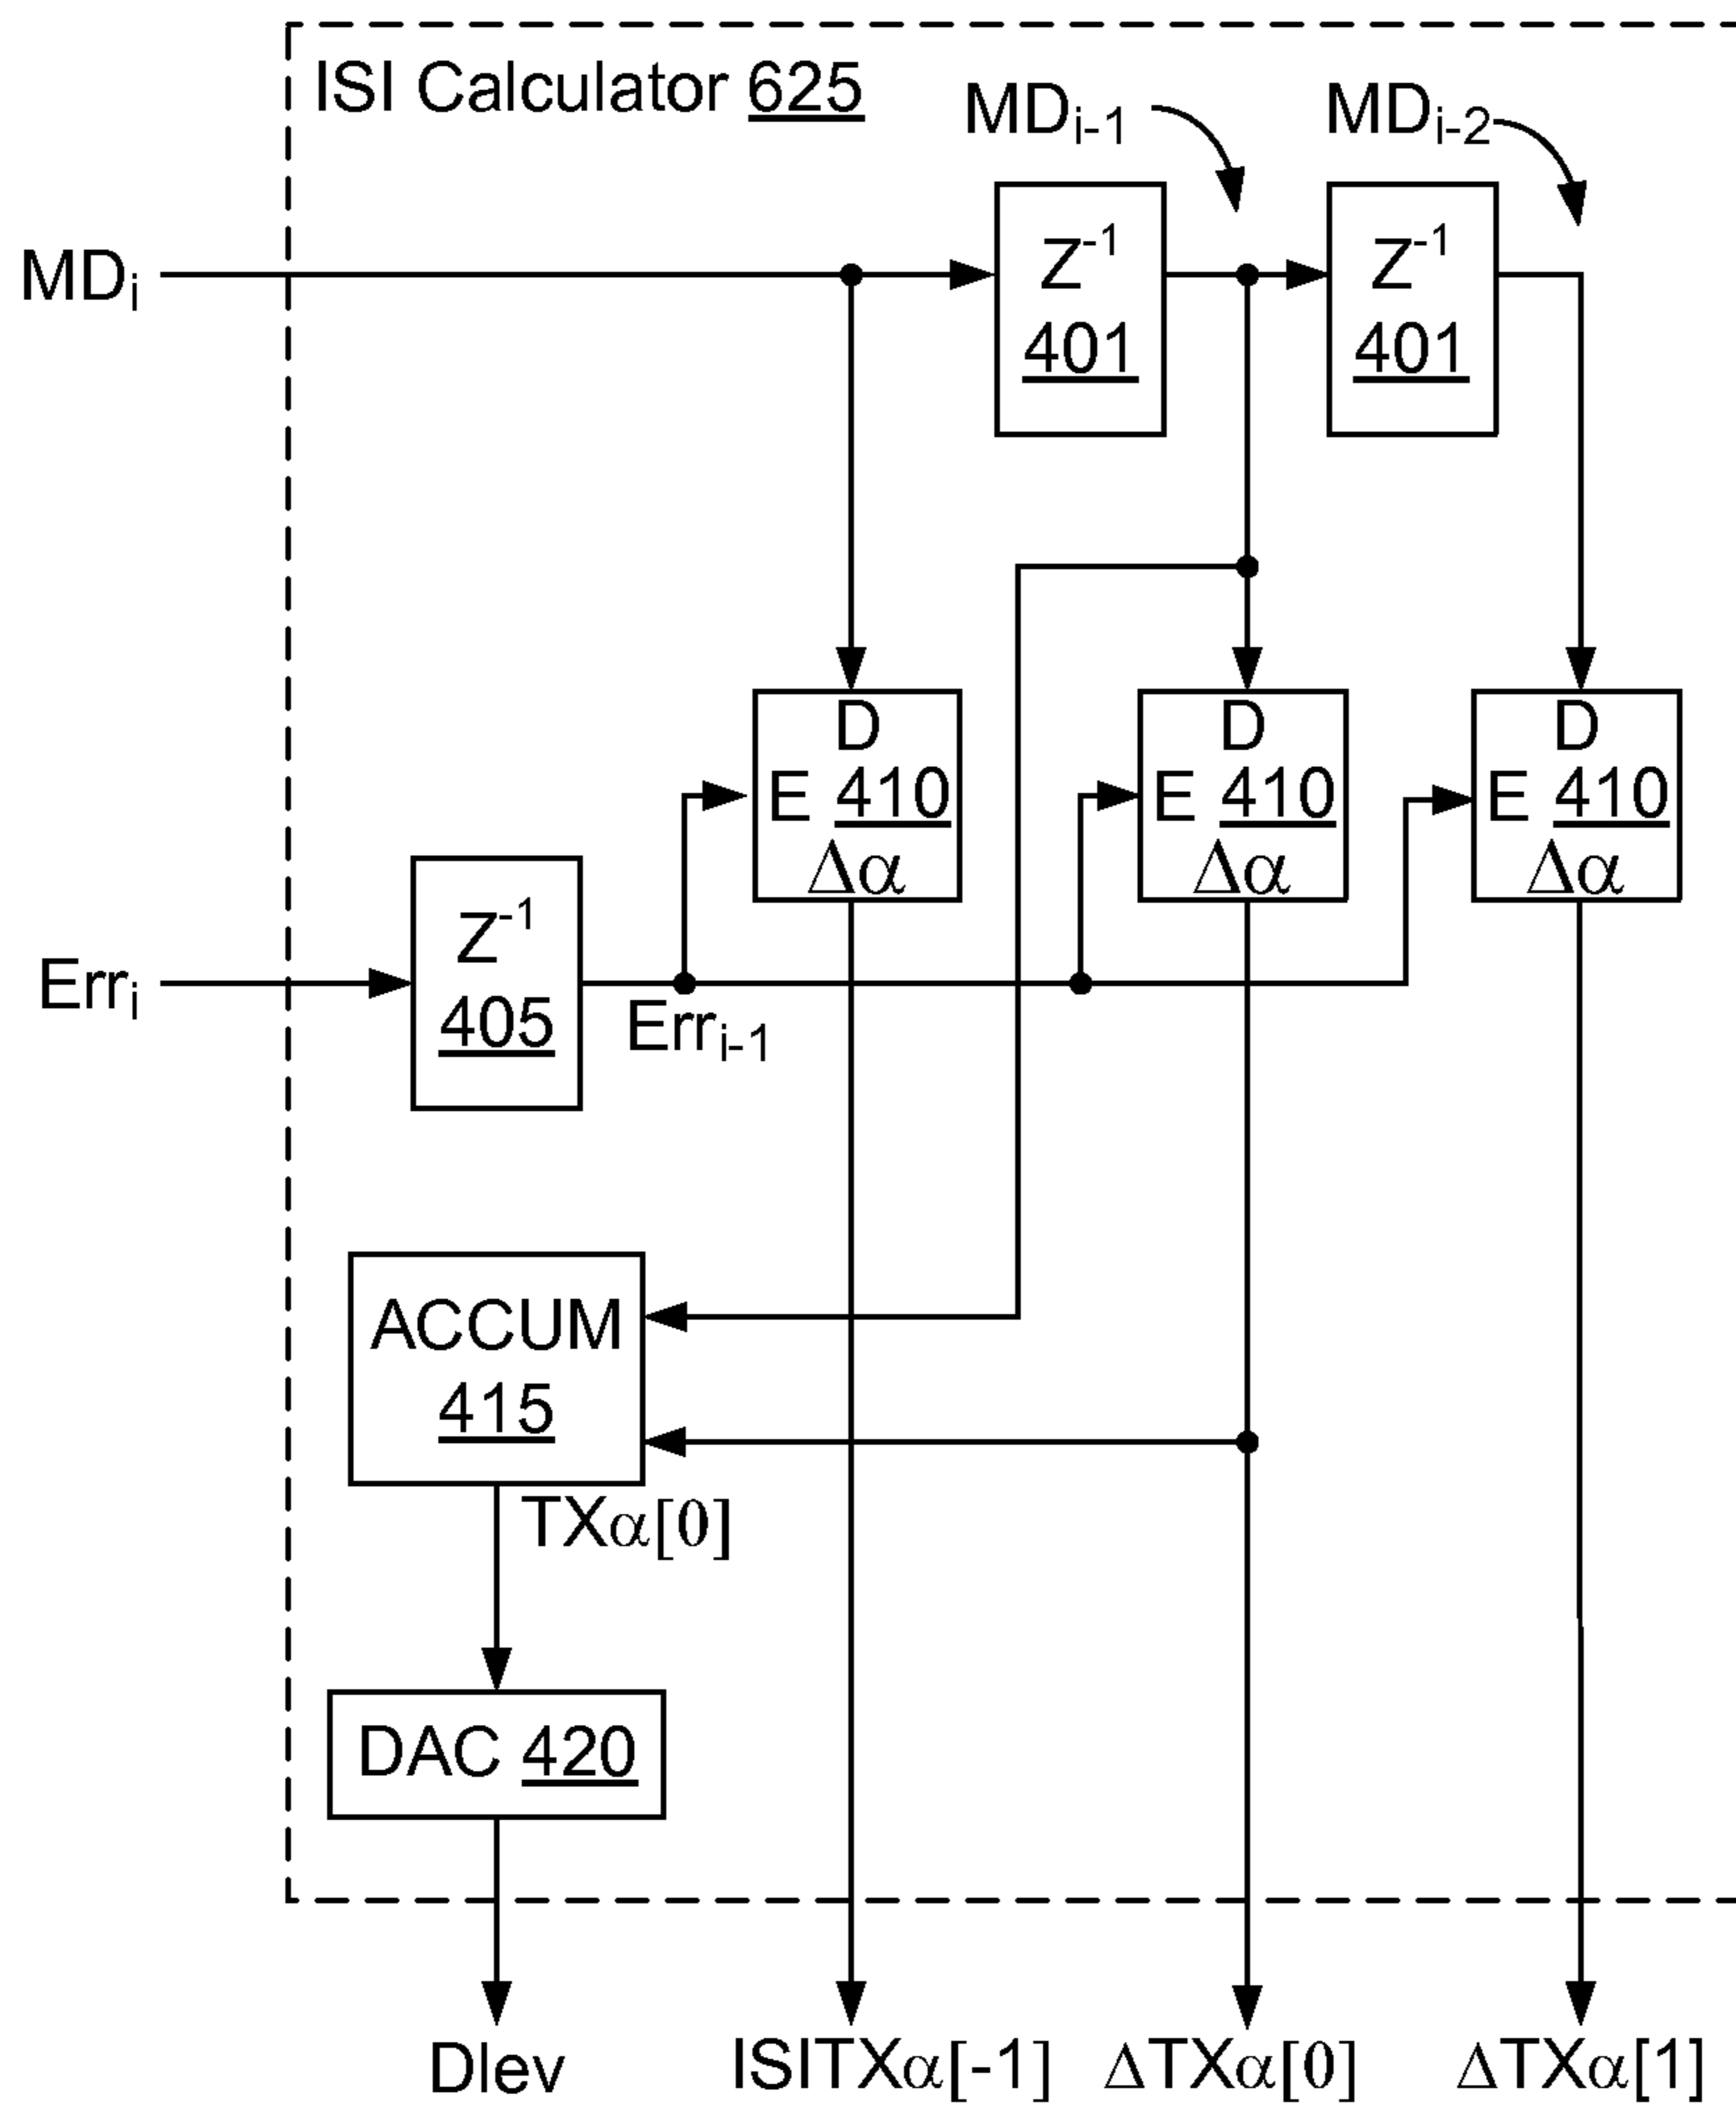 ISI Calculator 625
MDi-1
MDi-2
MDi
Z-1
401
Z-1
401
D
E 410
Δα
D
E 410
Δα
D
E 410
Δα
Erri
Z-1
405
Erri-1
ACCUM
415
TXα[0]
DAC 420
Dlev
ISITXα[-1]
ΔTXα[0]
ΔTXα[1]